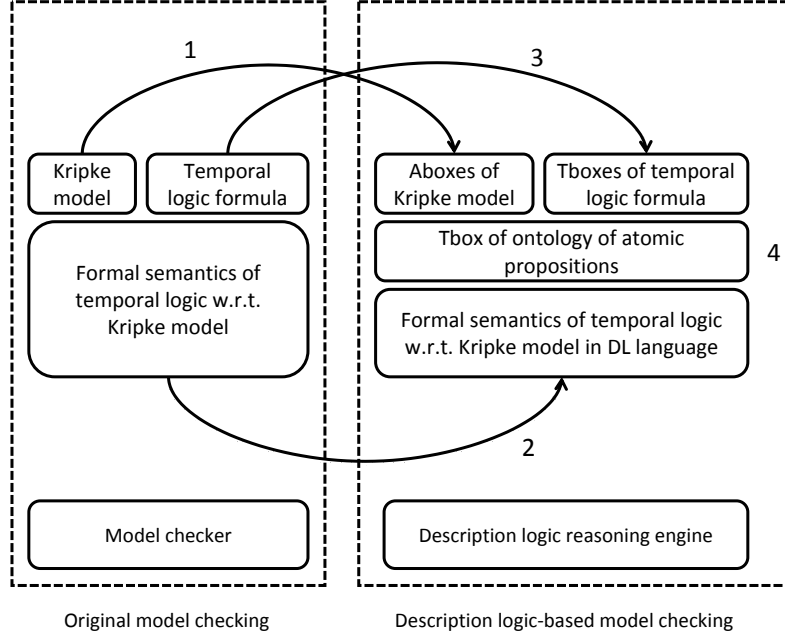 1
3
Kripke
model
Temporal
logic formula
Aboxes of
Kripke model
Tboxes of temporal
logic formula
Formal semantics of
temporal logic w.r.t.
Kripke model
Tbox of ontology of atomic
propositions
4
Formal semantics of temporal logic
w.r.t. Kripke model in DL language
2
Model checker
Description logic reasoning engine
Original model checking
Description logic-based model checking